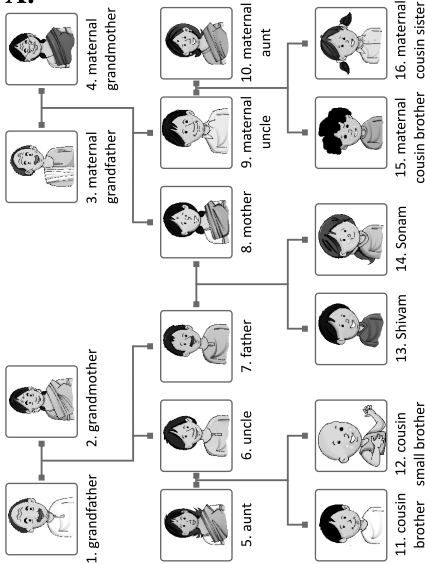 A.
1. grandfather
2. grandmother
3. maternal
grandfather
4. maternal
grandmother
5. aunt
6. uncle
7. father
8. mother
9. maternal
uncle
10. maternal
aunt
11. cousin
brother
12. cousin
small brother
13. Shivam
14. Sonam
15. maternal
cousin brother
16. maternal
cousin sister